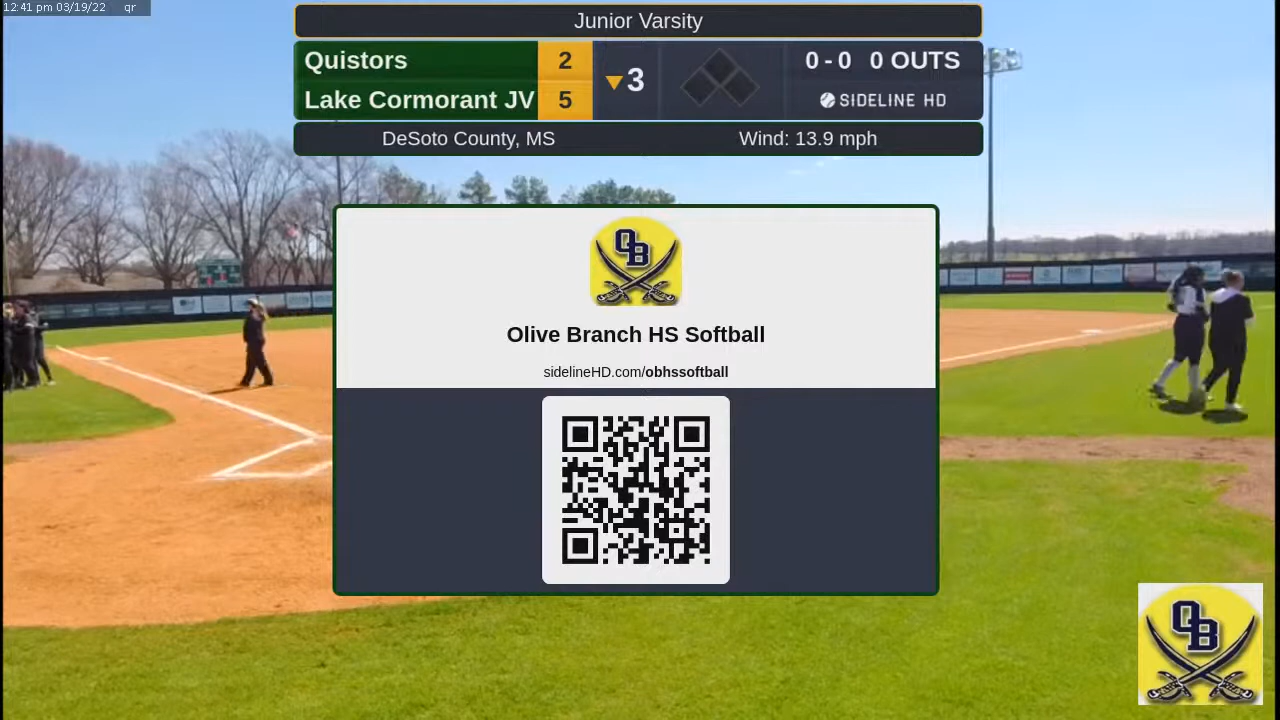 12:41 pm 03/19/22 qr
Junior Varsity
Quistors 2
Lake Cormorant JV 5
▼3
0 - 0 0 OUTS
SIDELINE HD
DeSoto County, MS
Wind: 13.9 mph
OB
Olive Branch HS Softball
sidelineHD.com/obhssoftball
OB